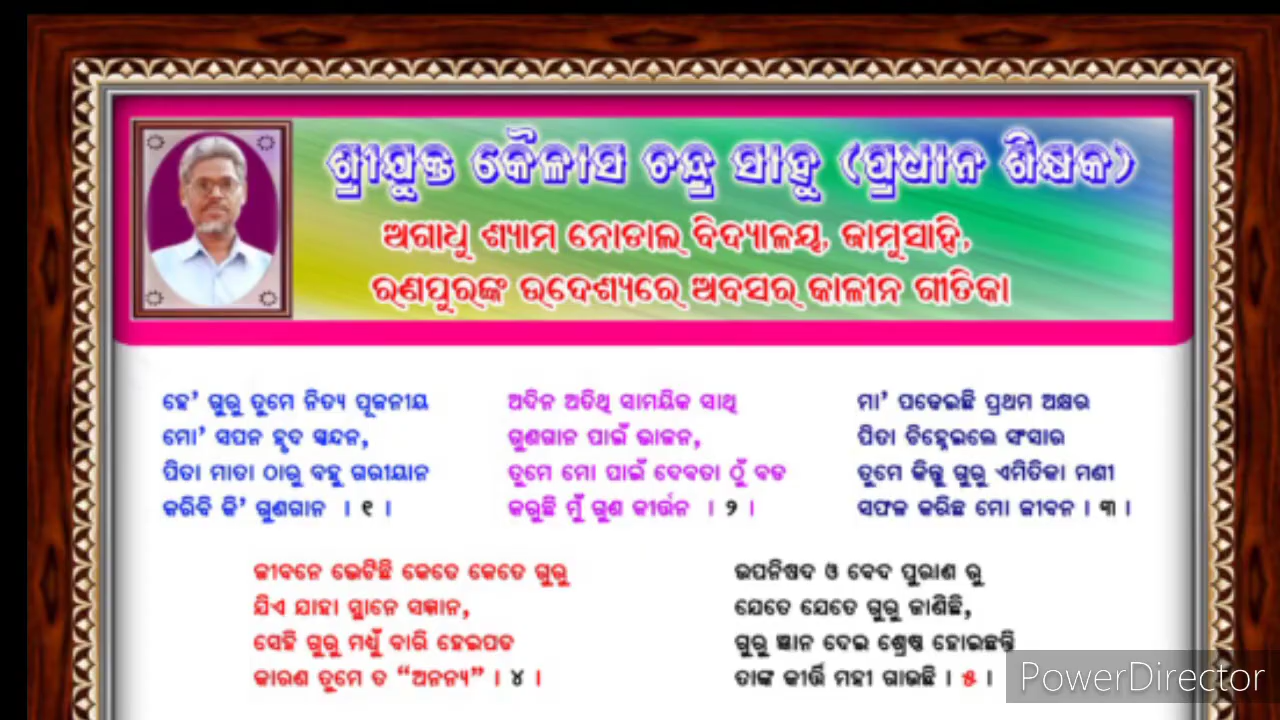 ଶ୍ରୀଯୁକ୍ତ କୈଳାସ ଚନ୍ଦ୍ର ସାହୁ (ପ୍ରଧାନ ଶିକ୍ଷକ)
ଅଗାଧୁ ଶ୍ୟାମ ନୋଡାଲ୍ ବିଦ୍ୟାଳୟ, ଜାମୁସାହି,
ରଣପୁରଙ୍କ ଉଦ୍ଦେଶ୍ୟରେ ଅବସର କାଳୀନ ଗୀତିକା
ହେ’ ଗୁରୁ ତୁମେ ନିତ୍ୟ ପୂଜନୀୟ
ମୋ’ ସପନ ହୃଦ ସ୍ପନ୍ଦନ,
ପିତା ମାତା ଠାରୁ ବହୁ ଗରୀୟାନ
କରିବି କି’ ଗୁଣଗାନ । ୧ ।
ଅଦିନ ଅତିଥି ସାମୟିକ ସାଥି
ଗୁଣଗାନ ପାଇଁ ଭାଜନ,
ତୁମେ ମୋ ପାଇଁ ଦେବତା ଠୁଁ ବଡ
କରୁଛି ମୁଁ ଗୁଣ କୀର୍ତ୍ତନ । ୨ ।
ମା’ ପଢେଇଛି ପ୍ରଥମ ଅକ୍ଷର
ପିତା ଚିହ୍ନେଇଲେ ସଂସାର
ତୁମେ କିନ୍ତୁ ଗୁରୁ ଏମିତିକା ମଣୀ
ସଫଳ କରିଛ ମୋ ଜୀବନ । ୩ ।
ଜୀବନେ ଭେଟିଛି କେତେ କେତେ ଗୁରୁ
ଯିଏ ଯାହା ସ୍ଥାନେ ସଜ୍ଞାନ,
ସେହି ଗୁରୁ ମଧ୍ୟୁଁ ବାରି ହେଇପଡ
କାରଣ ତୁମେ ତ “ଅନନ୍ୟ” । ୪ ।
ଉପନିଷଦ ଓ ବେଦ ପୁରାଣ ରୁ
ଯେତେ ଯେତେ ଗୁରୁ ଜାଣିଛି,
ଗୁରୁ ଜ୍ଞାନ ଦେଇ ଶ୍ରେଷ୍ଠ ହୋଇଛନ୍ତି
ତାଙ୍କ କୀର୍ତ୍ତି ମହୀ ଗାଉଛି । ୫ ।
PowerDirector